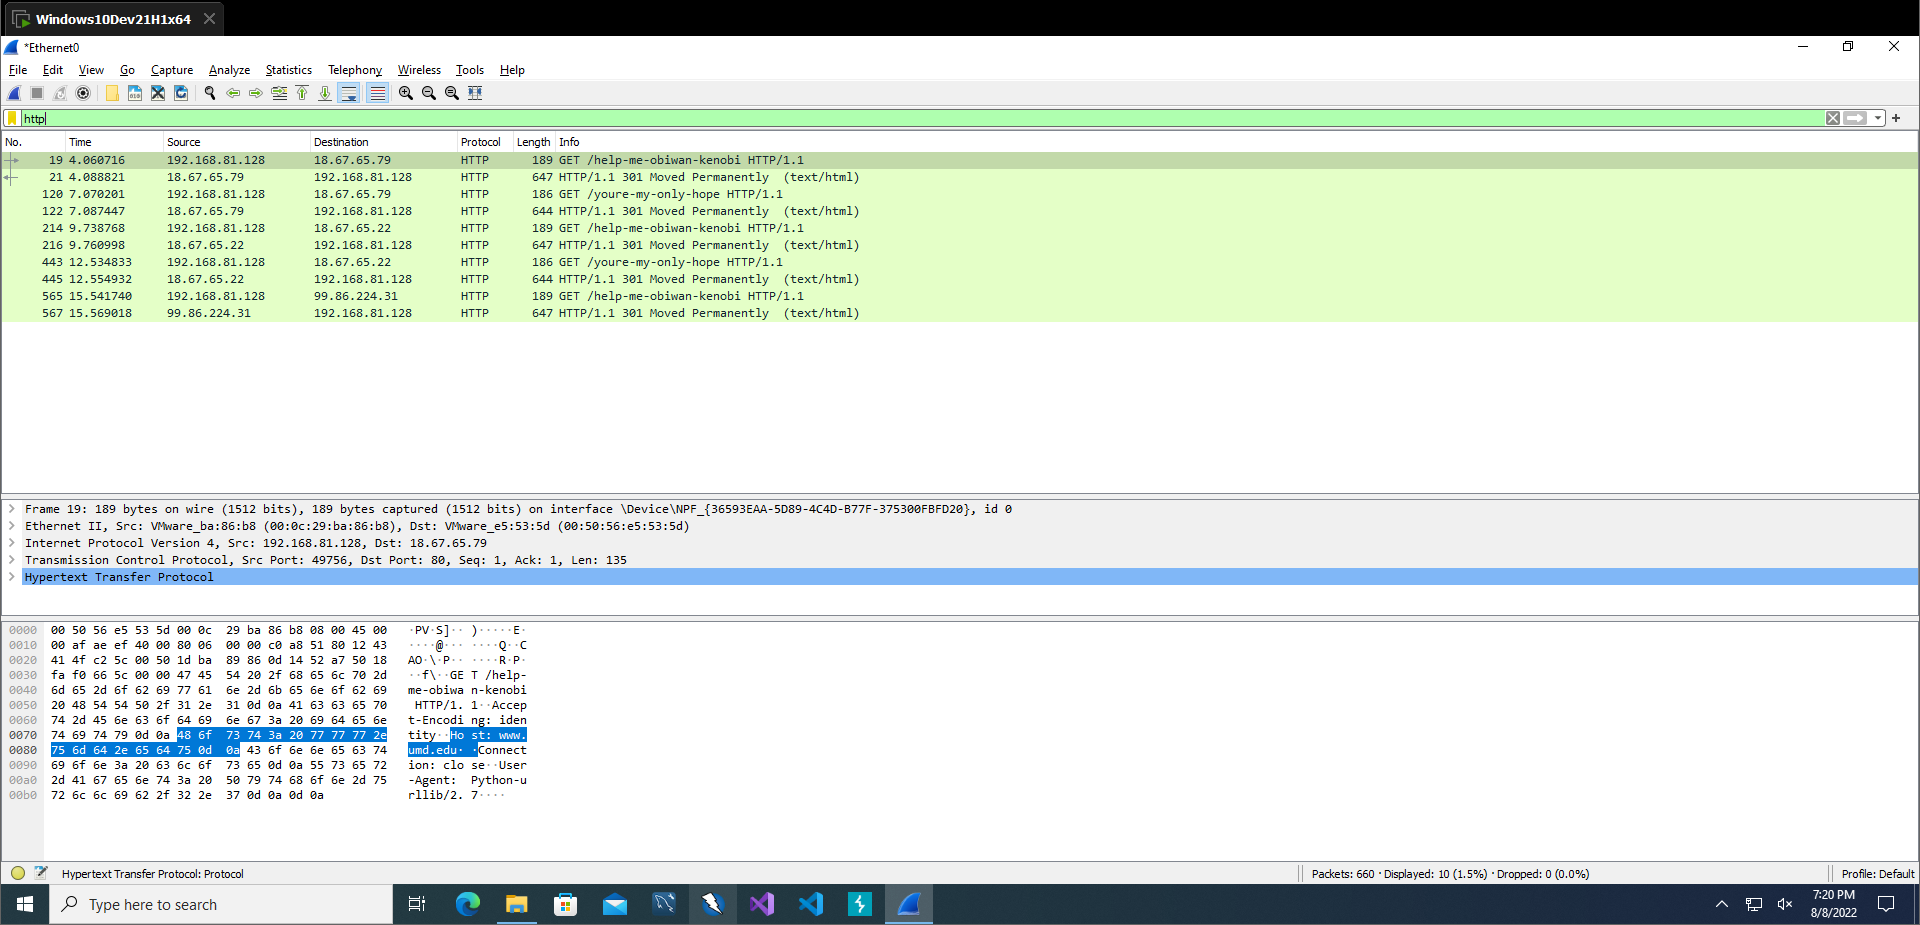 Windows10Dev21H1x64
*Ethernet0
File Edit View Go Capture Analyze Statistics Telephony Wireless Tools Help
http
No. Time Source Destination Protocol Length Info
19 4.060716 192.168.81.128 18.67.65.79 HTTP 189 GET /help-me-obiwan-kenobi HTTP/1.1
21 4.088821 18.67.65.79 192.168.81.128 HTTP 647 HTTP/1.1 301 Moved Permanently (text/html)
120 7.070201 192.168.81.128 18.67.65.79 HTTP 186 GET /youre-my-only-hope HTTP/1.1
122 7.087447 18.67.65.79 192.168.81.128 HTTP 644 HTTP/1.1 301 Moved Permanently (text/html)
214 9.738768 192.168.81.128 18.67.65.22 HTTP 189 GET /help-me-obiwan-kenobi HTTP/1.1
216 9.760998 18.67.65.22 192.168.81.128 HTTP 647 HTTP/1.1 301 Moved Permanently (text/html)
443 12.534833 192.168.81.128 18.67.65.22 HTTP 186 GET /youre-my-only-hope HTTP/1.1
445 12.554932 18.67.65.22 192.168.81.128 HTTP 644 HTTP/1.1 301 Moved Permanently (text/html)
565 15.541740 192.168.81.128 99.86.224.31 HTTP 189 GET /help-me-obiwan-kenobi HTTP/1.1
567 15.569018 99.86.224.31 192.168.81.128 HTTP 647 HTTP/1.1 301 Moved Permanently (text/html)
Frame 19: 189 bytes on wire (1512 bits), 189 bytes captured (1512 bits) on interface \Device\NPF_{36593EAA-5D89-4C4D-B77F-375300FBFD20}, id 0
Ethernet II, Src: VMware_ba:86:b8 (00:0c:29:ba:86:b8), Dst: VMware_e5:53:5d (00:50:56:e5:53:5d)
Internet Protocol Version 4, Src: 192.168.81.128, Dst: 18.67.65.79
Transmission Control Protocol, Src Port: 49756, Dst Port: 80, Seq: 1, Ack: 1, Len: 135
Hypertext Transfer Protocol
0000 00 50 56 e5 53 5d 00 0c 29 ba 86 b8 08 00 45 00 ·PV·S]·· )·····E·
0010 00 af ae ef 40 00 80 06 00 00 c0 a8 51 80 12 43 ····@··· ····Q··C
0020 41 4f c2 5c 00 50 1d ba 89 86 0d 14 52 a7 50 18 AO·\·P·· ····R·P·
0030 fa f0 66 5c 00 00 47 45 54 20 2f 68 65 6c 70 2d ··f\··GE T /help-
0040 6d 65 2d 6f 62 69 77 61 6e 2d 6b 65 6e 6f 62 69 me-obiwa n-kenobi
0050 20 48 54 54 50 2f 31 2e 31 0d 0a 41 63 63 65 70 HTTP/1. 1··Accep
0060 74 2d 45 6e 63 6f 64 69 6e 67 3a 20 69 64 65 6e t-Encodi ng: iden
0070 74 69 74 79 0d 0a 48 6f 73 74 3a 20 77 77 77 2e tity··Ho st: www.
0080 75 6d 64 2e 65 64 75 0d 0a 43 6f 6e 6e 65 63 74 umd.edu· ·Connect
0090 69 6f 6e 3a 20 63 6c 6f 73 65 0d 0a 55 73 65 72 ion: clo se··User
00a0 2d 41 67 65 6e 74 3a 20 50 79 74 68 6f 6e 2d 75 -Agent: Python-u
00b0 72 6c 6c 69 62 2f 32 2e 37 0d 0a 0d 0a rllib/2. 7····
Hypertext Transfer Protocol: Protocol
Packets: 660 · Displayed: 10 (1.5%) · Dropped: 0 (0.0%)
Profile: Default
Type here to search
7:20 PM
8/8/2022